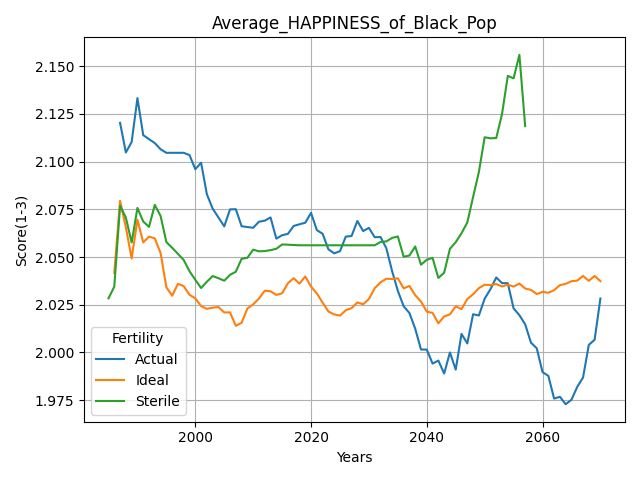 Average_HAPPINESS_of_Black_Pop
Score(1-3)
2.150
2.125
2.100
2.075
2.050
2.025
2.000
1.975
Fertility
Actual
Ideal
Sterile
2000 2020 2040 2060
Years